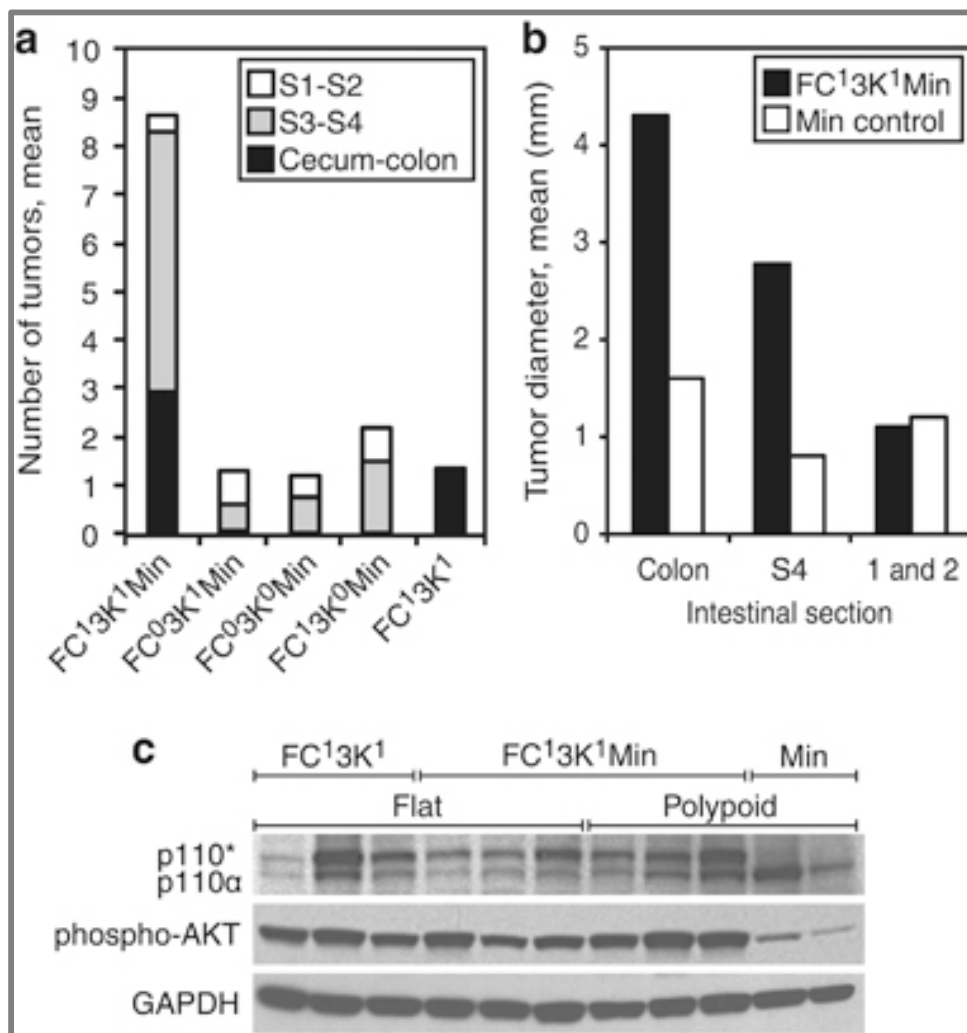 a
Number of tumors, mean
10
9
8
7
6
5
4
3
2
1
0
S1-S2
S3-S4
Cecum-colon
FC¹3K¹Min
FC⁰3K¹Min
FC⁰3K⁰Min
FC¹3K⁰Min
FC¹3K¹
b
Tumor diameter, mean (mm)
5
4
3
2
1
0
FC¹3K¹Min
Min control
Colon S4 1 and 2
Intestinal section
c
FC¹3K¹ FC¹3K¹Min Min
Flat Polypoid
p110*
p110α
phospho-AKT
GAPDH